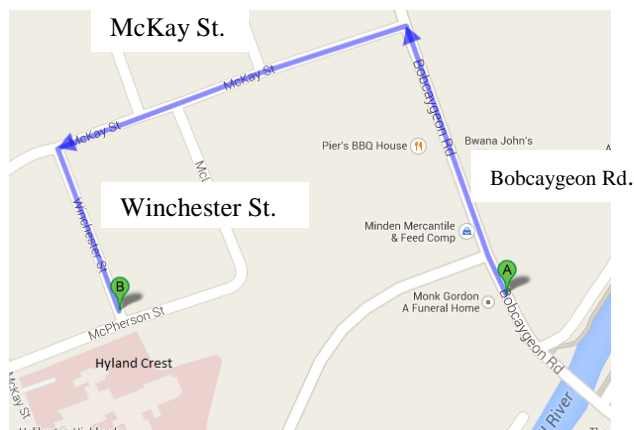 McKay St.
McKay St
McKay St
Bobcaygeon Rd
Pier's BBQ House
Bwana John's
A
Bobcaygeon Rd.
Winchester St.
Winchester St
Minden Mercantile
& Feed Comp
A
B
Monk Gordon
A Funeral Home
Bobcaygeon Rd
McPherson St
Hyland Crest
McKay St
River